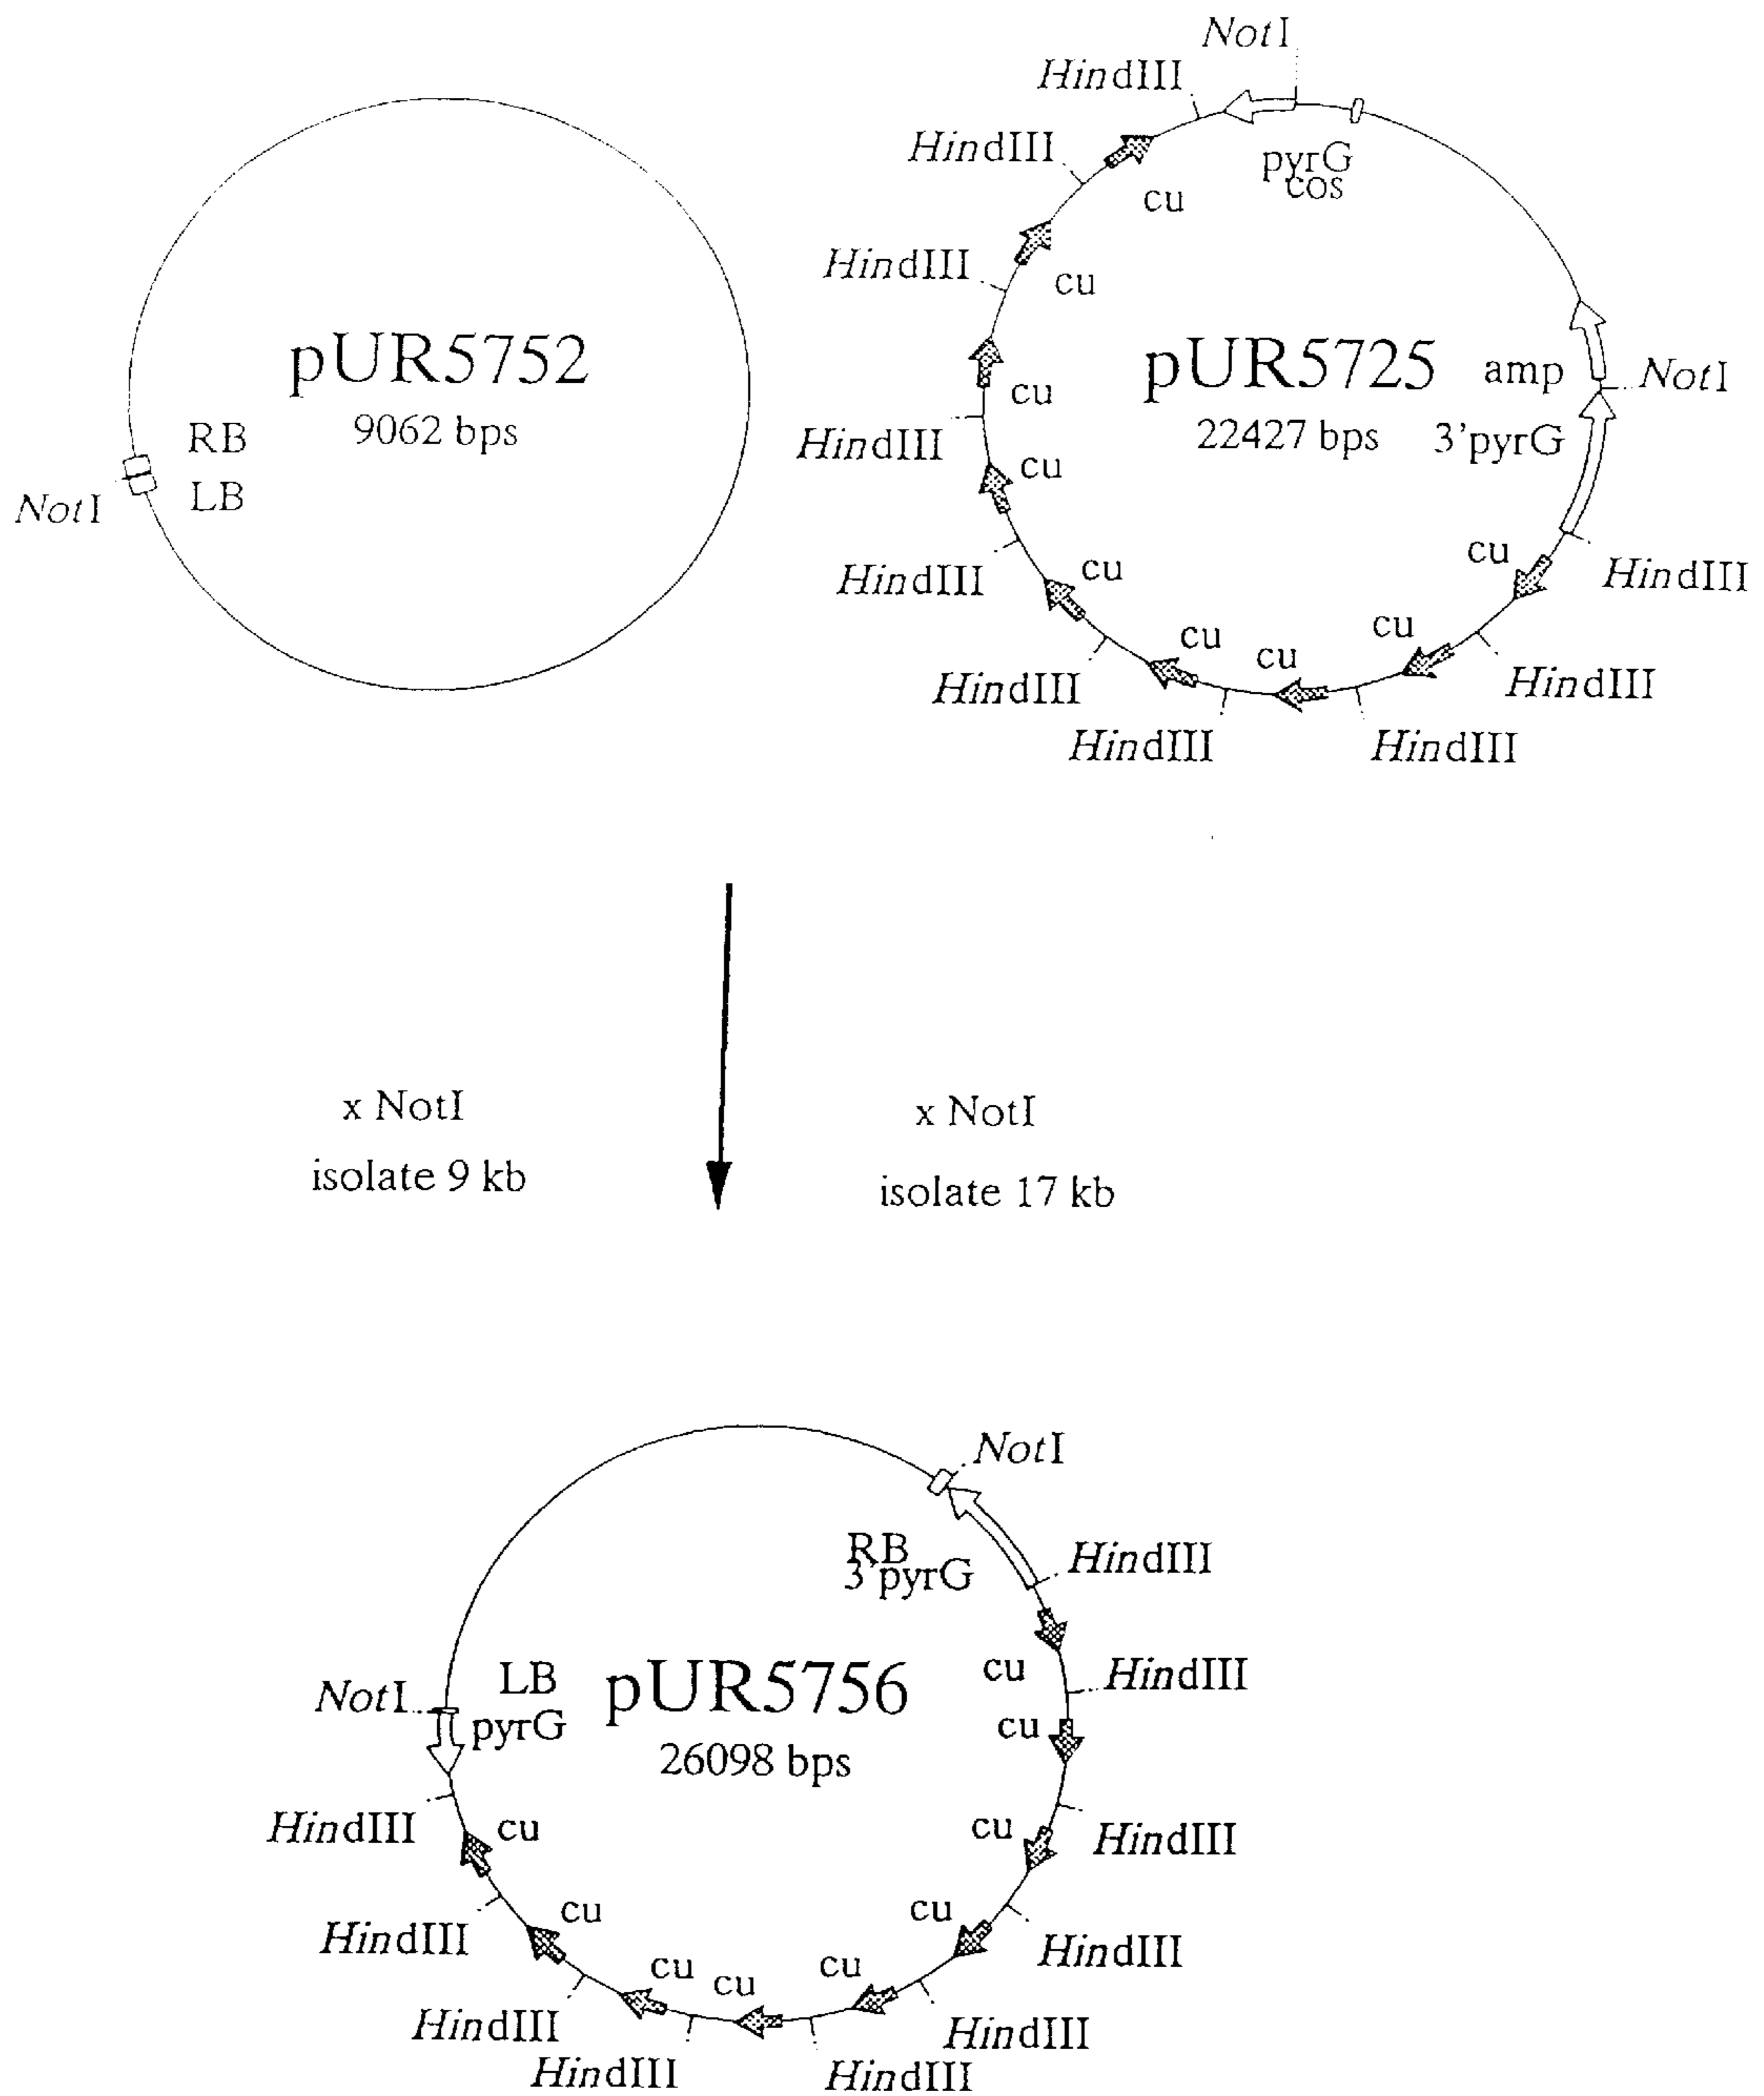 pUR5752
9062 bps
RB
LB
NotI
NotI
HindIII
HindIII
HindIII
HindIII
HindIII
HindIII
HindIII
HindIII
HindIII
HindIII
NotI
pyrG
cos
cu
cu
cu
cu
cu
cu
cu
cu
cu
pUR5725
22427 bps
amp
3'pyrG
x NotI
isolate 9 kb
x NotI
isolate 17 kb
NotI
RB
3'pyrG
HindIII
cu
HindIII
cu
HindIII
cu
HindIII
cu
HindIII
cu
HindIII
cu
HindIII
cu
HindIII
cu
HindIII
cu
HindIII
NotI
LB
pyrG
pUR5756
26098 bps